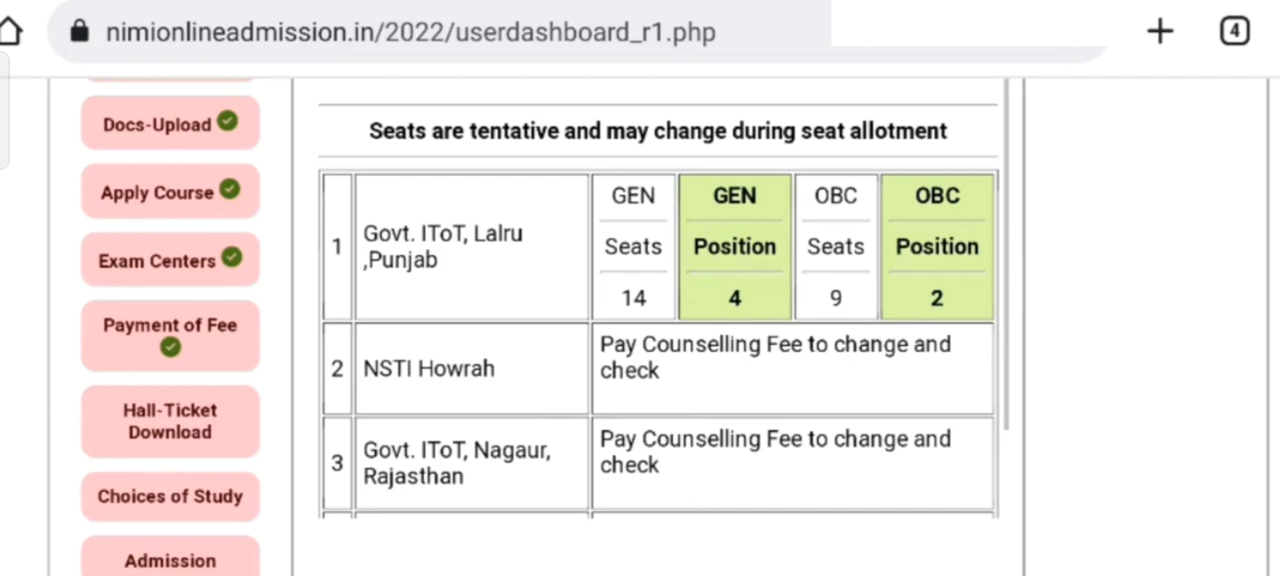 nimionlineadmission.in/2022/userdashboard_r1.php
4
Docs-Upload
Apply Course
Exam Centers
Payment of Fee
Hall-Ticket
Download
Choices of Study
Admission
Seats are tentative and may change during seat allotment
1
Govt. IToT, Lalru
,Punjab
GEN
Seats
14
GEN
Position
4
OBC
Seats
9
OBC
Position
2
2
NSTI Howrah
Pay Counselling Fee to change and
check
3
Govt. IToT, Nagaur,
Rajasthan
Pay Counselling Fee to change and
check